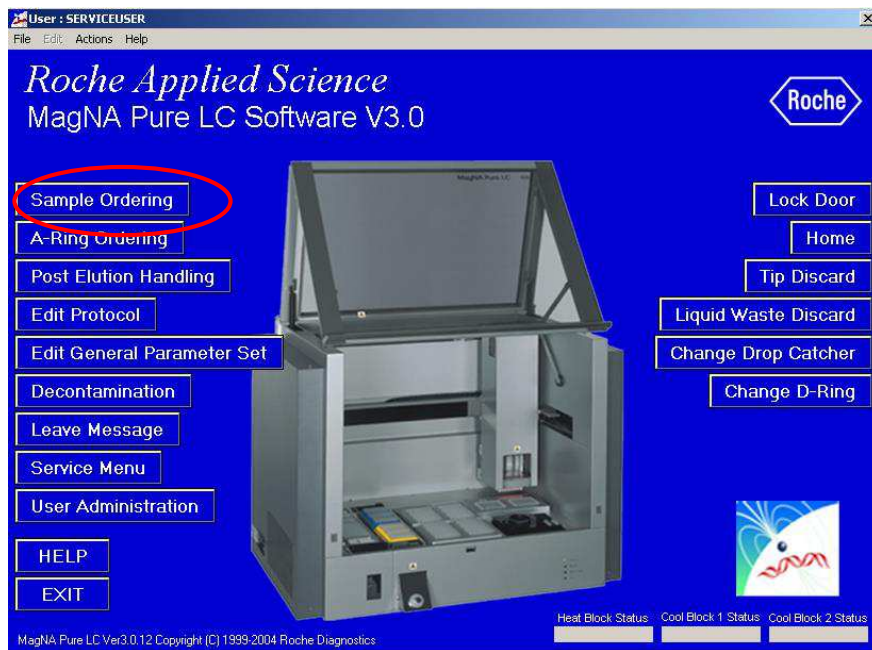 User : SERVICEUSER
File Edit Actions Help
Roche Applied Science
MagNA Pure LC Software V3.0
Roche
MagNA Pure LC
Sample Ordering
A-Ring Ordering
Post Elution Handling
Edit Protocol
Edit General Parameter Set
Decontamination
Leave Message
Service Menu
User Administration
HELP
EXIT
Lock Door
Home
Tip Discard
Liquid Waste Discard
Change Drop Catcher
Change D-Ring
Heat Block Status Cool Block 1 Status Cool Block 2 Status
MagNA Pure LC Ver3.0.12 Copyright (C) 1999-2004 Roche Diagnostics